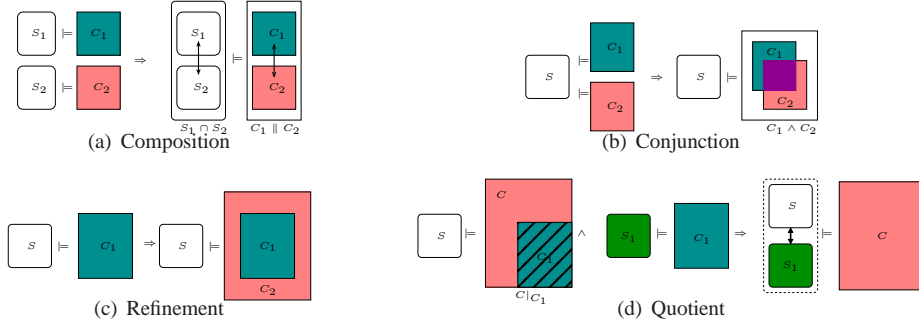 S₁ ⊨ C₁
S₂ ⊨ C₂
⇒
S₁ S₂ ⊨ C₁ C₂
S₁ ∩ S₂ C₁ ∥ C₂
(a) Composition
S ⊨ C₁
⊨ C₂
⇒ S ⊨ C₁ C₂
C₁ ∧ C₂
(b) Conjunction
S ⊨ C₁ ⇒ S ⊨ C₁ C₂
(c) Refinement
S ⊨ C C₁ ∧ S₁ ⊨ C₁ ⇒ S S₁ ⊨ C
C|C₁
(d) Quotient